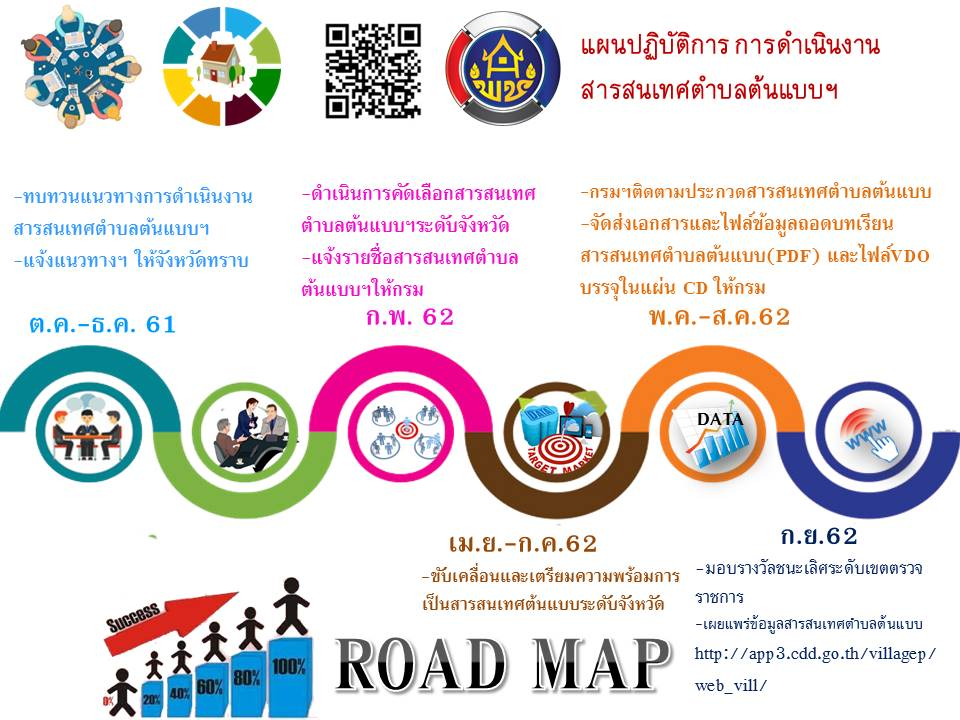 แผนปฏิบัติการ การดำเนินงาน
สารสนเทศตำบลต้นแบบฯ
พช
-ทบทวนแนวทางการดำเนินงาน
สารสนเทศตำบลต้นแบบฯ
-แจ้งแนวทางฯ ให้จังหวัดทราบ
ต.ค.-ธ.ค. 61
-ดำเนินการคัดเลือกสารสนเทศ
ตำบลต้นแบบฯระดับจังหวัด
-แจ้งรายชื่อสารสนเทศตำบล
ต้นแบบฯให้กรม
ก.พ. 62
-กรมฯติดตามประกวดสารสนเทศตำบลต้นแบบ
-จัดส่งเอกสารและไฟล์ข้อมูลถอดบทเรียน
สารสนเทศตำบลต้นแบบ(PDF) และไฟล์VDO
บรรจุในแผ่น CD ให้กรม
พ.ค.-ส.ค.62
TARGET MARKET
DATA
WWW
เม.ย.-ก.ค.62
-ขับเคลื่อนและเตรียมความพร้อมการ
เป็นสารสนเทศต้นแบบระดับจังหวัด
ก.ย.62
-มอบรางวัลชนะเลิศระดับเขตตรวจ
ราชการ
-เผยแพร่ข้อมูลสารสนเทศตำบลต้นแบบ
http://app3.cdd.go.th/villagep/
web_vill/
Success
0%
20%
40%
60%
80%
100%
ROAD MAP